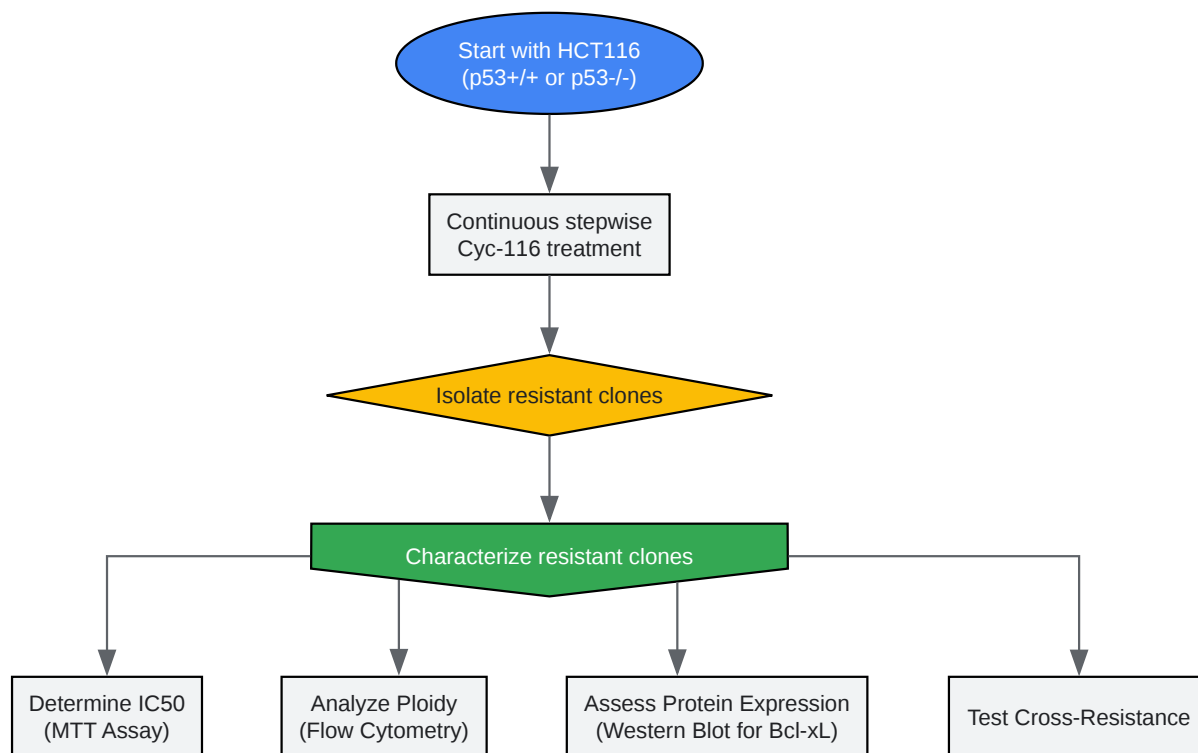 Start with HCT116
(p53+/+ or p53-/-)
Continuous stepwise
Cyc-116 treatment
Isolate resistant clones
Characterize resistant clones
Determine IC50
(MTT Assay)
Analyze Ploidy
(Flow Cytometry)
Assess Protein Expression
(Western Blot for Bcl-xL)
Test Cross-Resistance